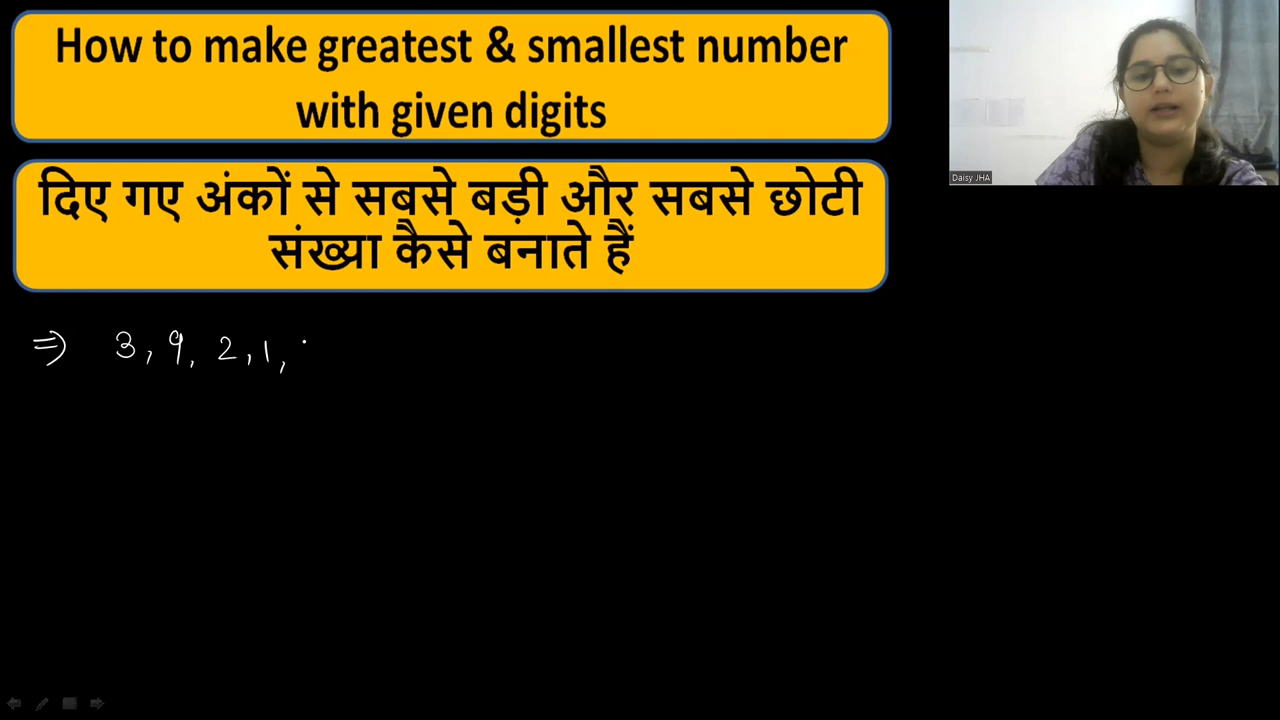 How to make greatest & smallest number
with given digits
दिए गए अंकों से सबसे बड़ी और सबसे छोटी
संख्या कैसे बनाते हैं
⇒ 3, 9, 2, 1,
Daisy JHA